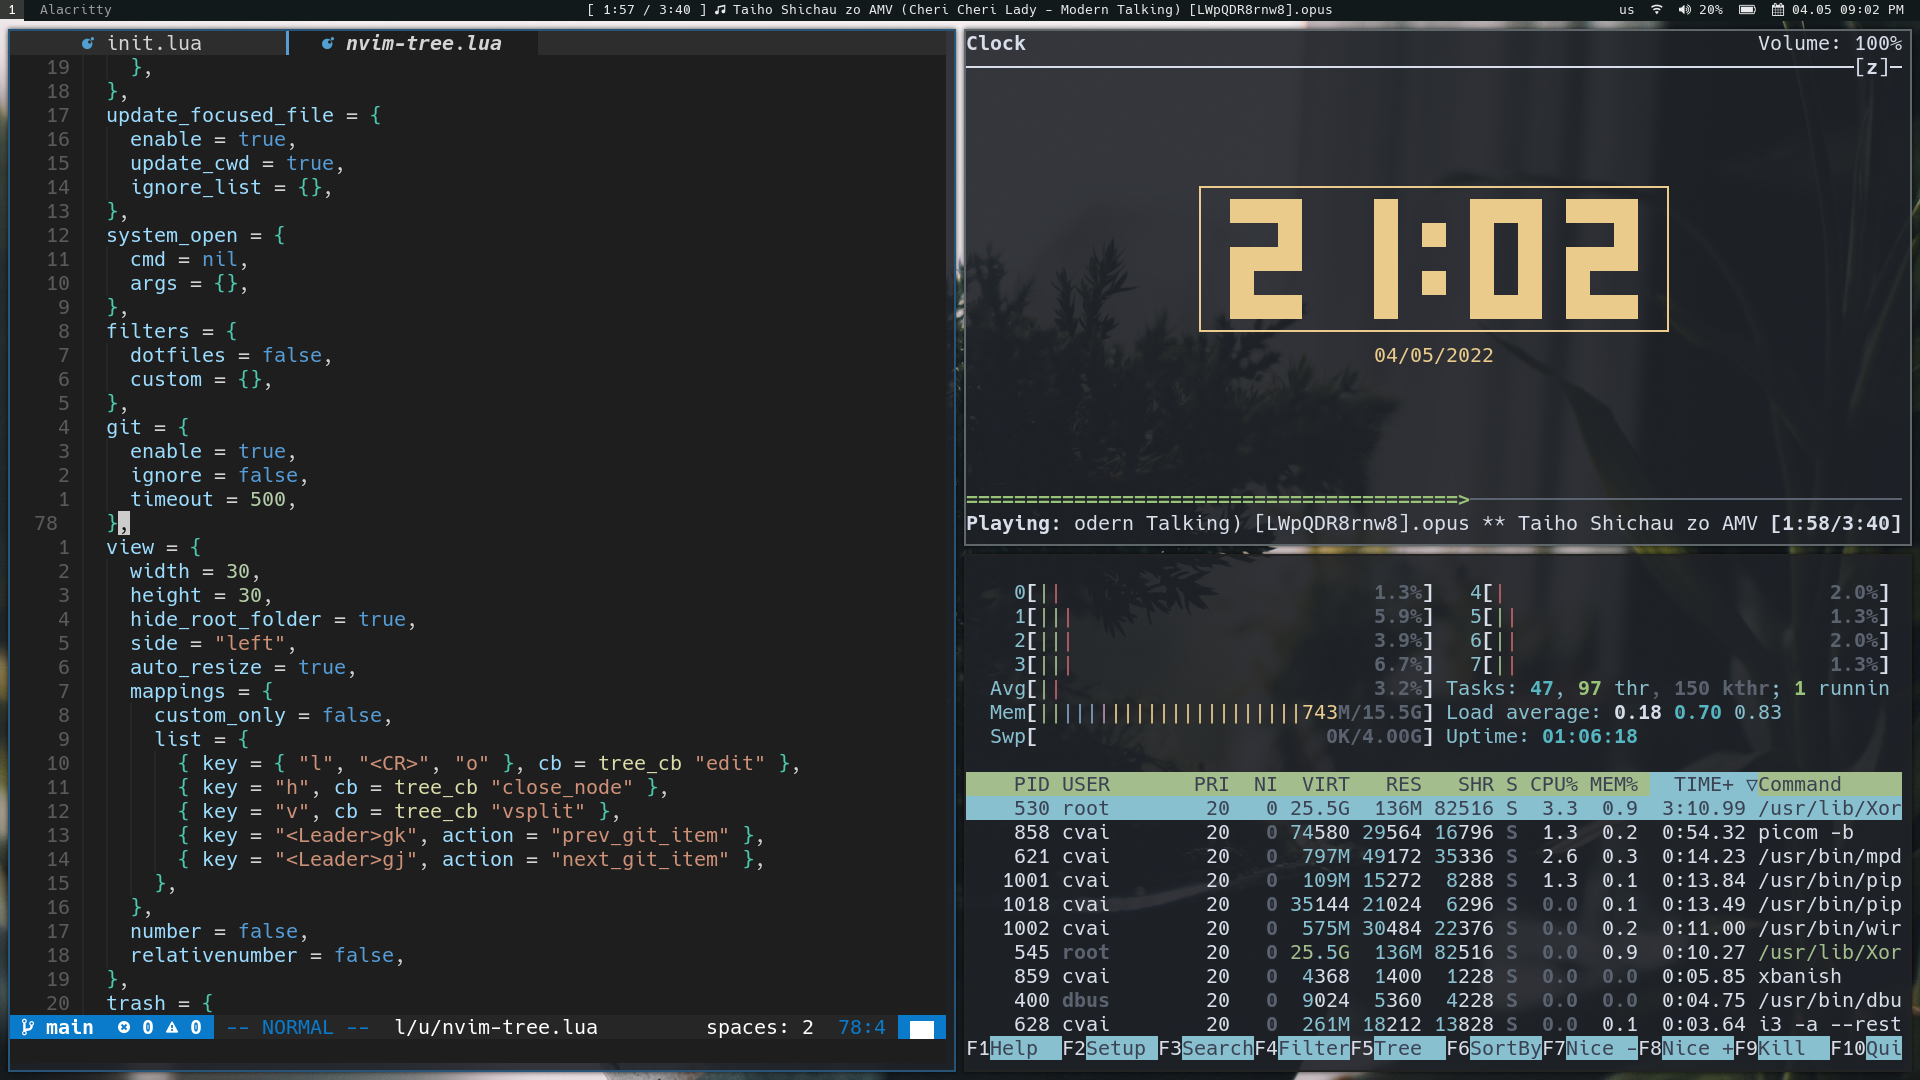 1 Alacritty [ 1:57 / 3:40 ] ♫ Taiho Shichau zo AMV (Cheri Cheri Lady - Modern Talking) [LWpQDR8rnw8].opus us 20% 04.05 09:02 PM
init.lua nvim-tree.lua
19 },
18 },
17 update_focused_file = {
16 enable = true,
15 update_cwd = true,
14 ignore_list = {},
13 },
12 system_open = {
11 cmd = nil,
10 args = {},
9 },
8 filters = {
7 dotfiles = false,
6 custom = {},
5 },
4 git = {
3 enable = true,
2 ignore = false,
1 timeout = 500,
78 },
1 view = {
2 width = 30,
3 height = 30,
4 hide_root_folder = true,
5 side = "left",
6 auto_resize = true,
7 mappings = {
8 custom_only = false,
9 list = {
10 { key = { "l", "<CR>", "o" }, cb = tree_cb "edit" },
11 { key = "h", cb = tree_cb "close_node" },
12 { key = "v", cb = tree_cb "vsplit" },
13 { key = "<Leader>gk", action = "prev_git_item" },
14 { key = "<Leader>gj", action = "next_git_item" },
15 },
16 },
17 number = false,
18 relativenumber = false,
19 },
20 trash = {
main 0 0 -- NORMAL -- l/u/nvim-tree.lua spaces: 2 78:4
Clock Volume: 100%
[z]
21:02
04/05/2022
=========================================>
Playing: odern Talking) [LWpQDR8rnw8].opus ** Taiho Shichau zo AMV [1:58/3:40]
0[|| 1.3%] 4[| 2.0%]
1[||| 5.9%] 5[|| 1.3%]
2[||| 3.9%] 6[|| 2.0%]
3[||| 6.7%] 7[|| 1.3%]
Avg[|| 3.2%] Tasks: 47, 97 thr, 150 kthr; 1 runnin
Mem[||||||||||||||||||||||743M/15.5G] Load average: 0.18 0.70 0.83
Swp[ 0K/4.00G] Uptime: 01:06:18
PID USER PRI NI VIRT RES SHR S CPU% MEM% TIME+ ▽Command
530 root 20 0 25.5G 136M 82516 S 3.3 0.9 3:10.99 /usr/lib/Xor
858 cvai 20 0 74580 29564 16796 S 1.3 0.2 0:54.32 picom -b
621 cvai 20 0 797M 49172 35336 S 2.6 0.3 0:14.23 /usr/bin/mpd
1001 cvai 20 0 109M 15272 8288 S 1.3 0.1 0:13.84 /usr/bin/pip
1018 cvai 20 0 35144 21024 6296 S 0.0 0.1 0:13.49 /usr/bin/pip
1002 cvai 20 0 575M 30484 22376 S 0.0 0.2 0:11.00 /usr/bin/wir
545 root 20 0 25.5G 136M 82516 S 0.0 0.9 0:10.27 /usr/lib/Xor
859 cvai 20 0 4368 1400 1228 S 0.0 0.0 0:05.85 xbanish
400 dbus 20 0 9024 5360 4228 S 0.0 0.0 0:04.75 /usr/bin/dbu
628 cvai 20 0 261M 18212 13828 S 0.0 0.1 0:03.64 i3 -a --rest
F1Help F2Setup F3SearchF4FilterF5Tree F6SortByF7Nice -F8Nice +F9Kill F10Qui